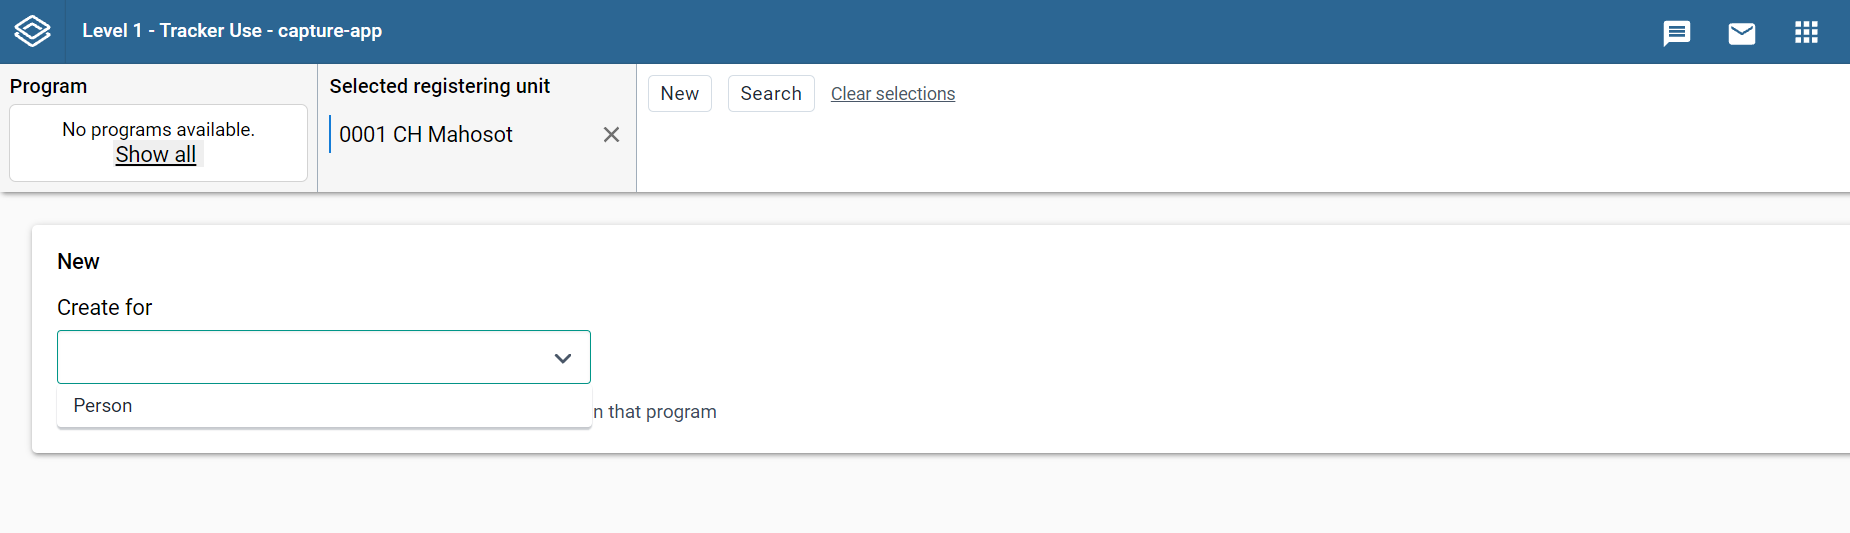 Level 1 - Tracker Use - capture-app
Program
No programs available.
Show all
Selected registering unit
0001 CH Mahosot
New
Search
Clear selections
New
Create for
Person
n that program